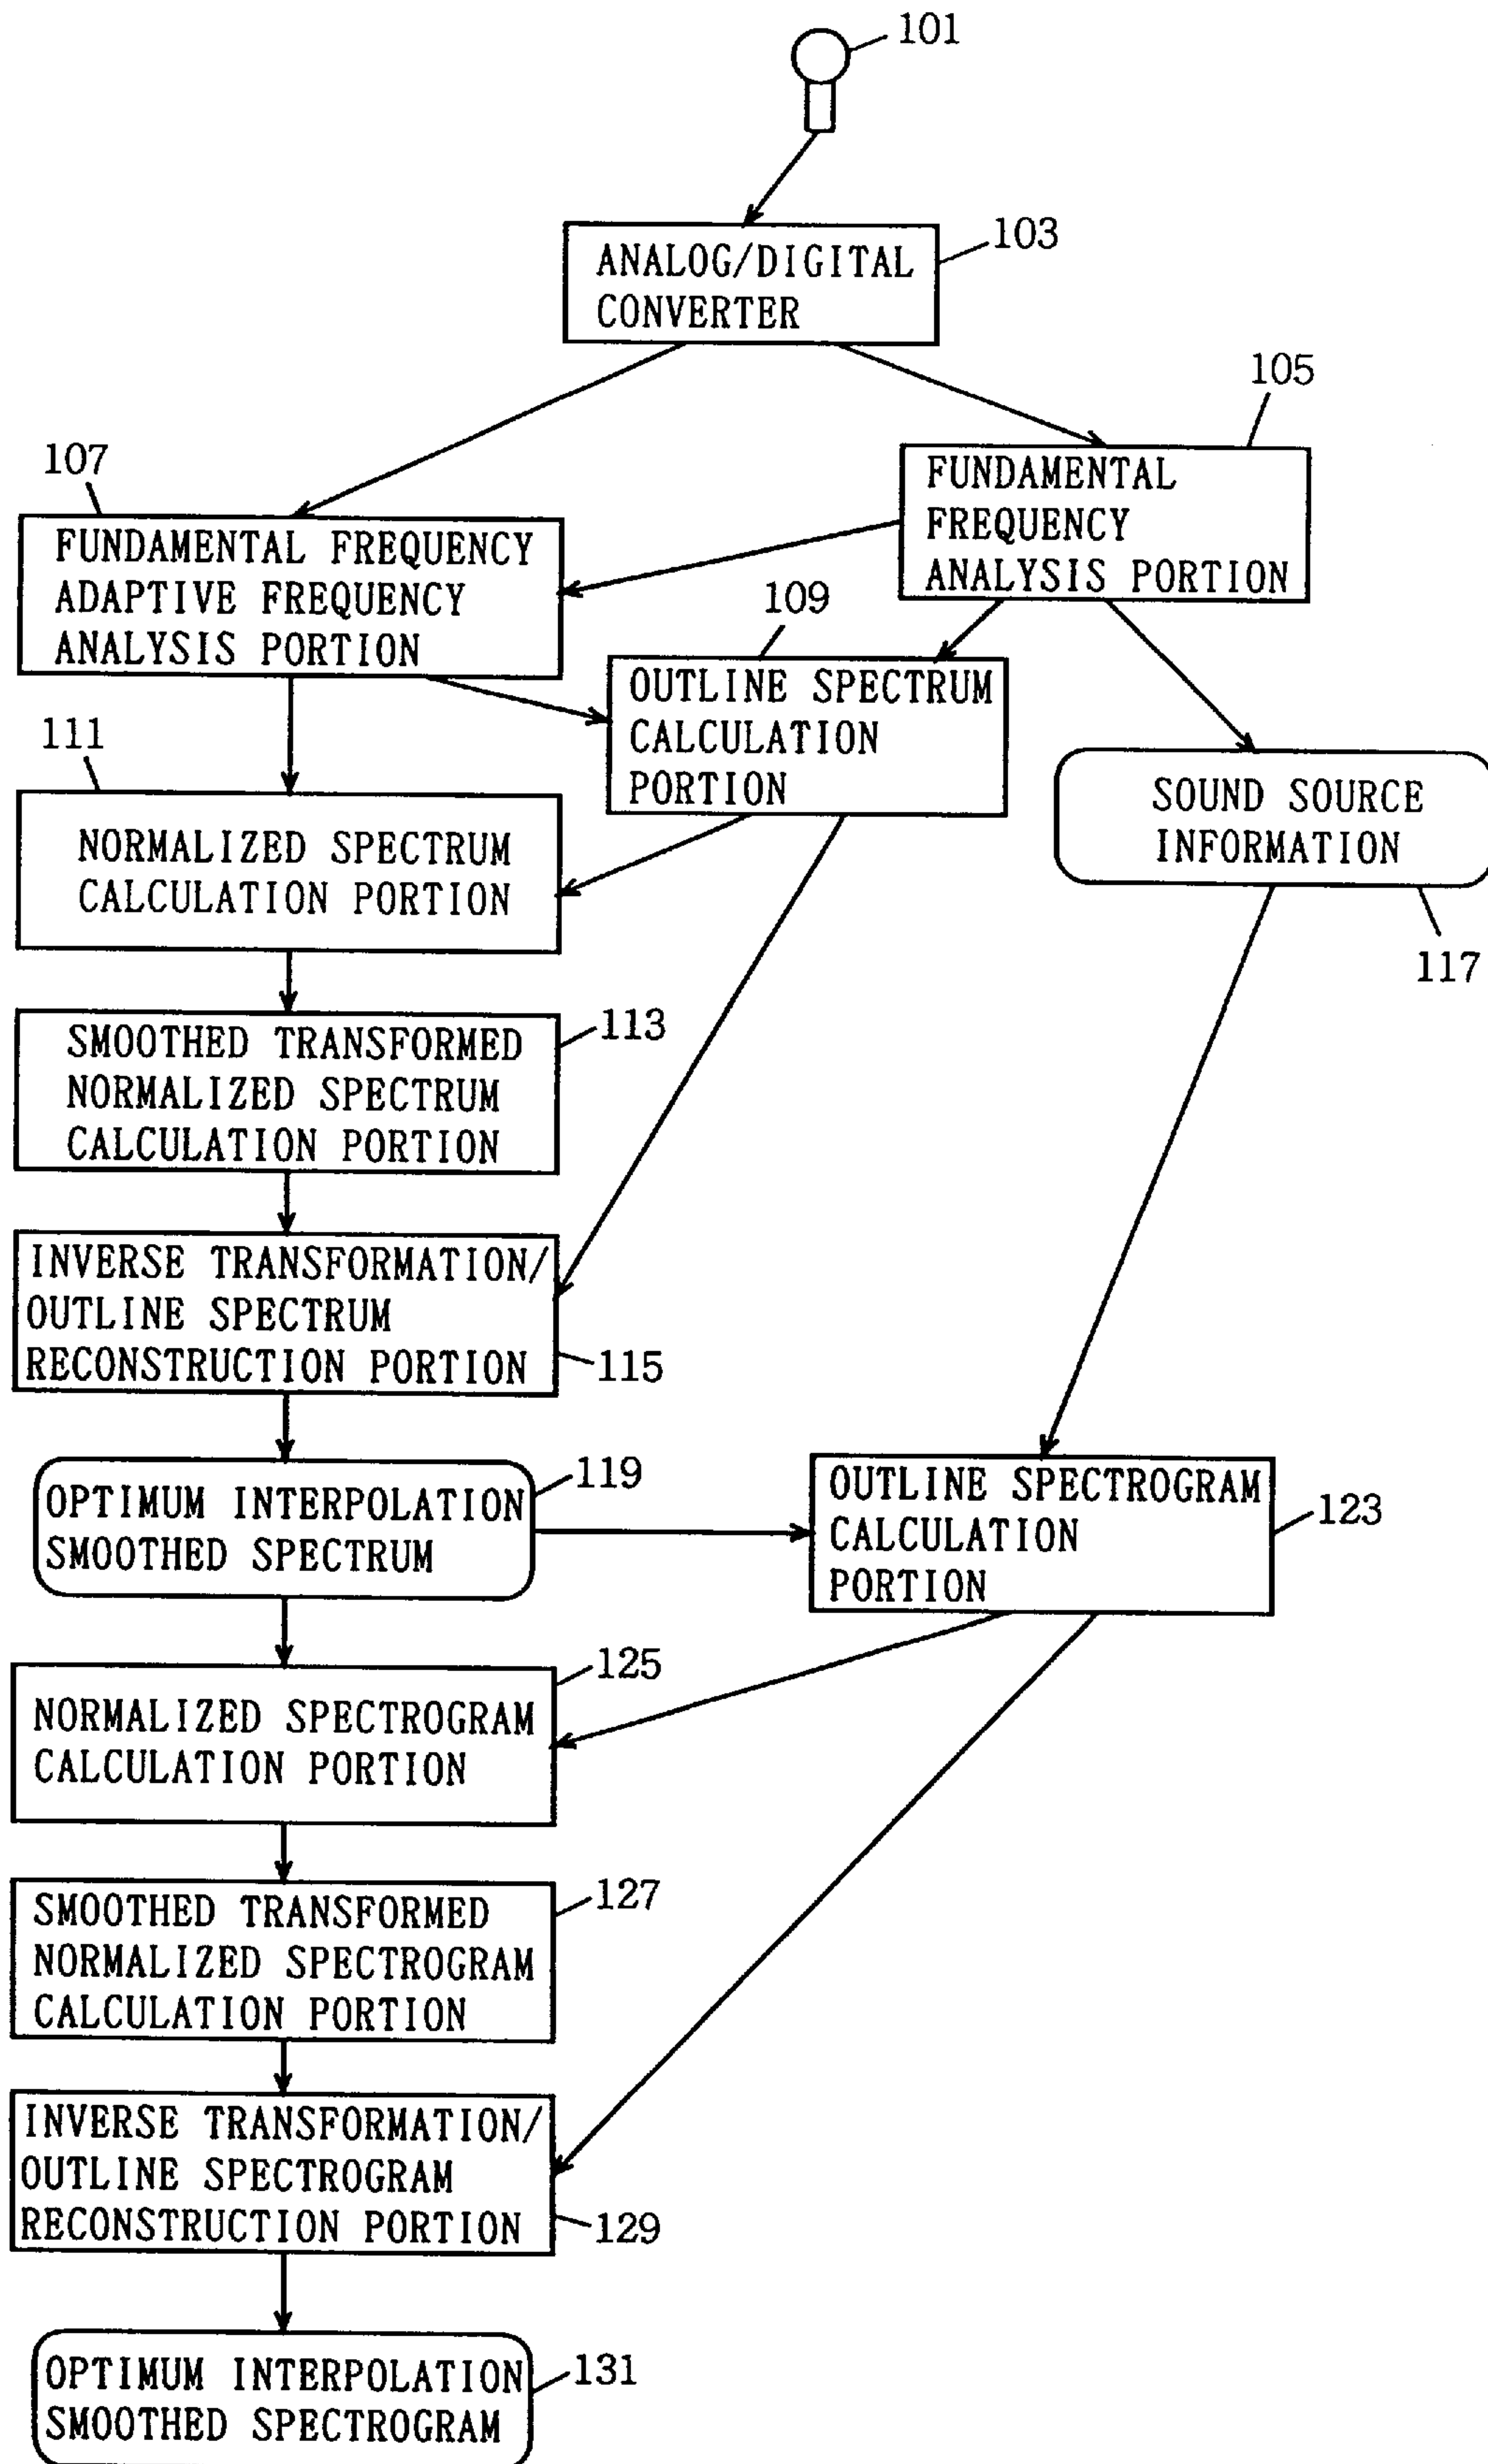 101
ANALOG/DIGITAL
CONVERTER
103
105
FUNDAMENTAL
FREQUENCY
ANALYSIS PORTION
107
FUNDAMENTAL FREQUENCY
ADAPTIVE FREQUENCY
ANALYSIS PORTION
109
OUTLINE SPECTRUM
CALCULATION
PORTION
111
NORMALIZED SPECTRUM
CALCULATION PORTION
SOUND SOURCE
INFORMATION
117
SMOOTHED TRANSFORMED
NORMALIZED SPECTRUM
CALCULATION PORTION
113
INVERSE TRANSFORMATION/
OUTLINE SPECTRUM
RECONSTRUCTION PORTION
115
OPTIMUM INTERPOLATION
SMOOTHED SPECTRUM
119
OUTLINE SPECTROGRAM
CALCULATION
PORTION
123
NORMALIZED SPECTROGRAM
CALCULATION PORTION
125
SMOOTHED TRANSFORMED
NORMALIZED SPECTROGRAM
CALCULATION PORTION
127
INVERSE TRANSFORMATION/
OUTLINE SPECTROGRAM
RECONSTRUCTION PORTION
129
OPTIMUM INTERPOLATION
SMOOTHED SPECTROGRAM
131